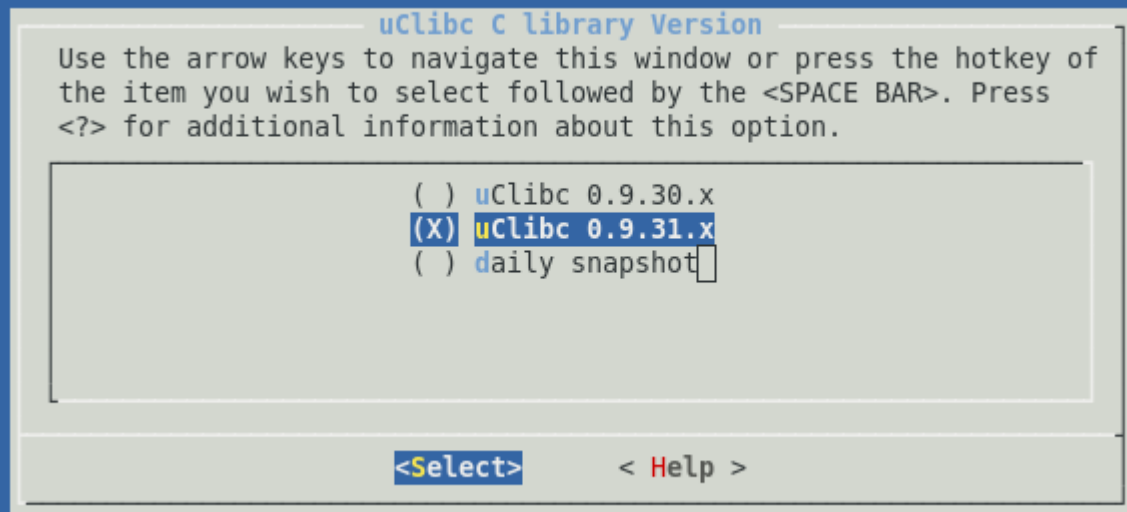 uClibc C library Version
Use the arrow keys to navigate this window or press the hotkey of
the item you wish to select followed by the <SPACE BAR>. Press
<?> for additional information about this option.
( ) uClibc 0.9.30.x
(X) uClibc 0.9.31.x
( ) daily snapshot
<Select> < Help >